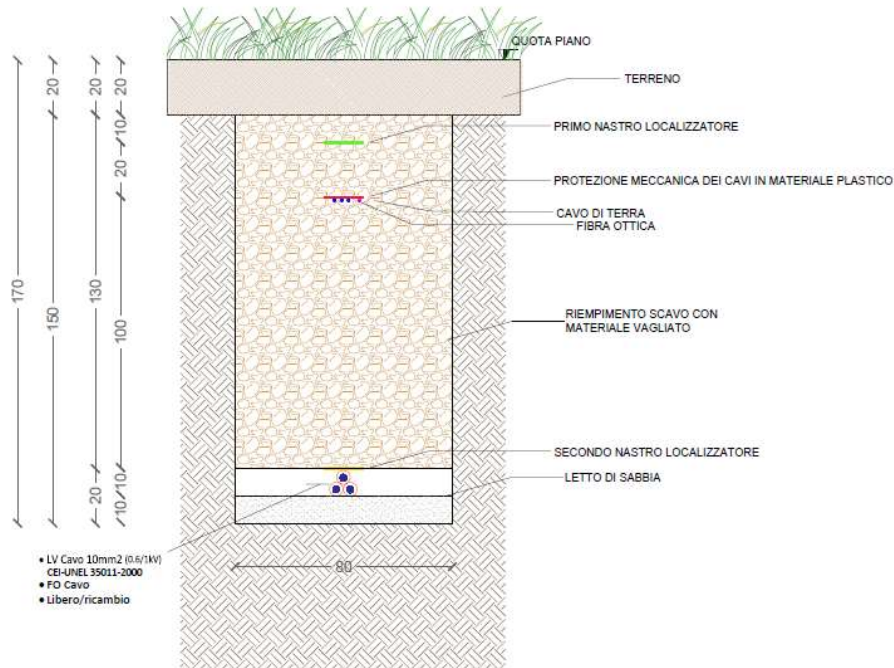 QUOTA PIANO
TERRENO
PRIMO NASTRO LOCALIZZATORE
PROTEZIONE MECCANICA DEI CAVI IN MATERIALE PLASTICO
CAVO DI TERRA
FIBRA OTTICA
RIEMPIMENTO SCAVO CON
MATERIALE VAGLIATO
SECONDO NASTRO LOCALIZZATORE
LETTO DI SABBIA
170
20
150
20
130
20
20
10
20
100
10
10
80
• LV Cavo 10mm2 (0.6/1kV)
CEI-UNEL 35011-2000
• FO Cavo
• Libero/ricambio